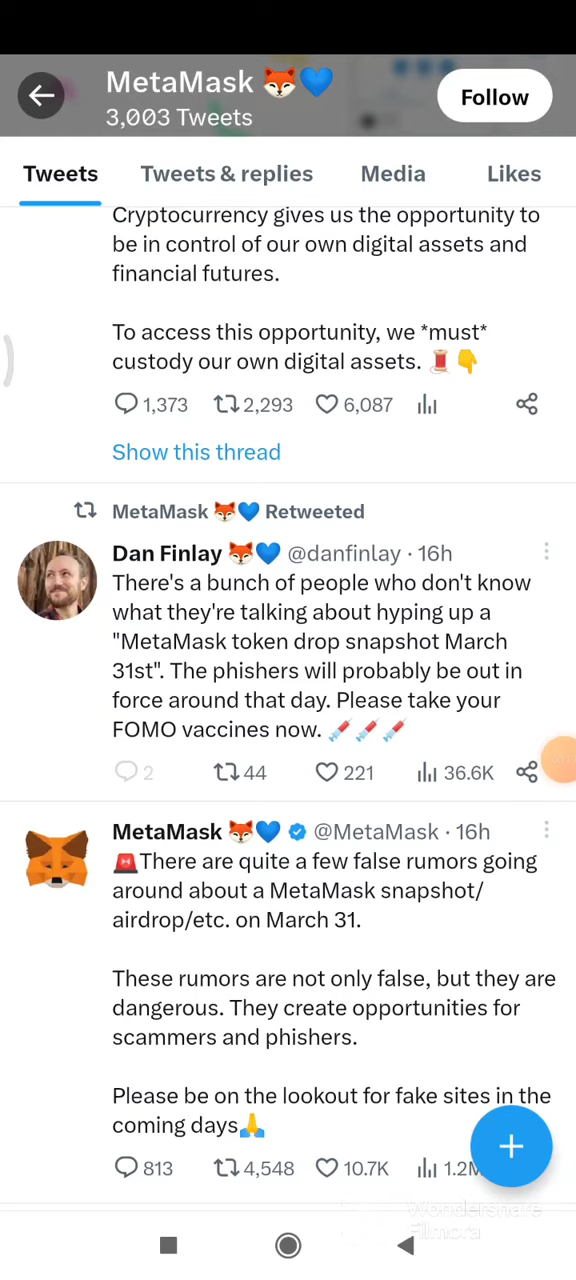 MetaMask 🦊💙
3,003 Tweets
Follow
Tweets Tweets & replies Media Likes
Cryptocurrency gives us the opportunity to
be in control of our own digital assets and
financial futures.
To access this opportunity, we *must*
custody our own digital assets. 🧵👇
1,373 2,293 6,087
Show this thread
MetaMask 🦊💙 Retweeted
Dan Finlay 🦊💙 @danfinlay · 16h
There's a bunch of people who don't know
what they're talking about hyping up a
"MetaMask token drop snapshot March
31st". The phishers will probably be out in
force around that day. Please take your
FOMO vaccines now. 💉💉💉
2 44 221 36.6K
MetaMask 🦊💙 @MetaMask · 16h
🚨There are quite a few false rumors going
around about a MetaMask snapshot/
airdrop/etc. on March 31.
These rumors are not only false, but they are
dangerous. They create opportunities for
scammers and phishers.
Please be on the lookout for fake sites in the
coming days🙏
813 4,548 10.7K 1.2M
Wondershare
Filmora